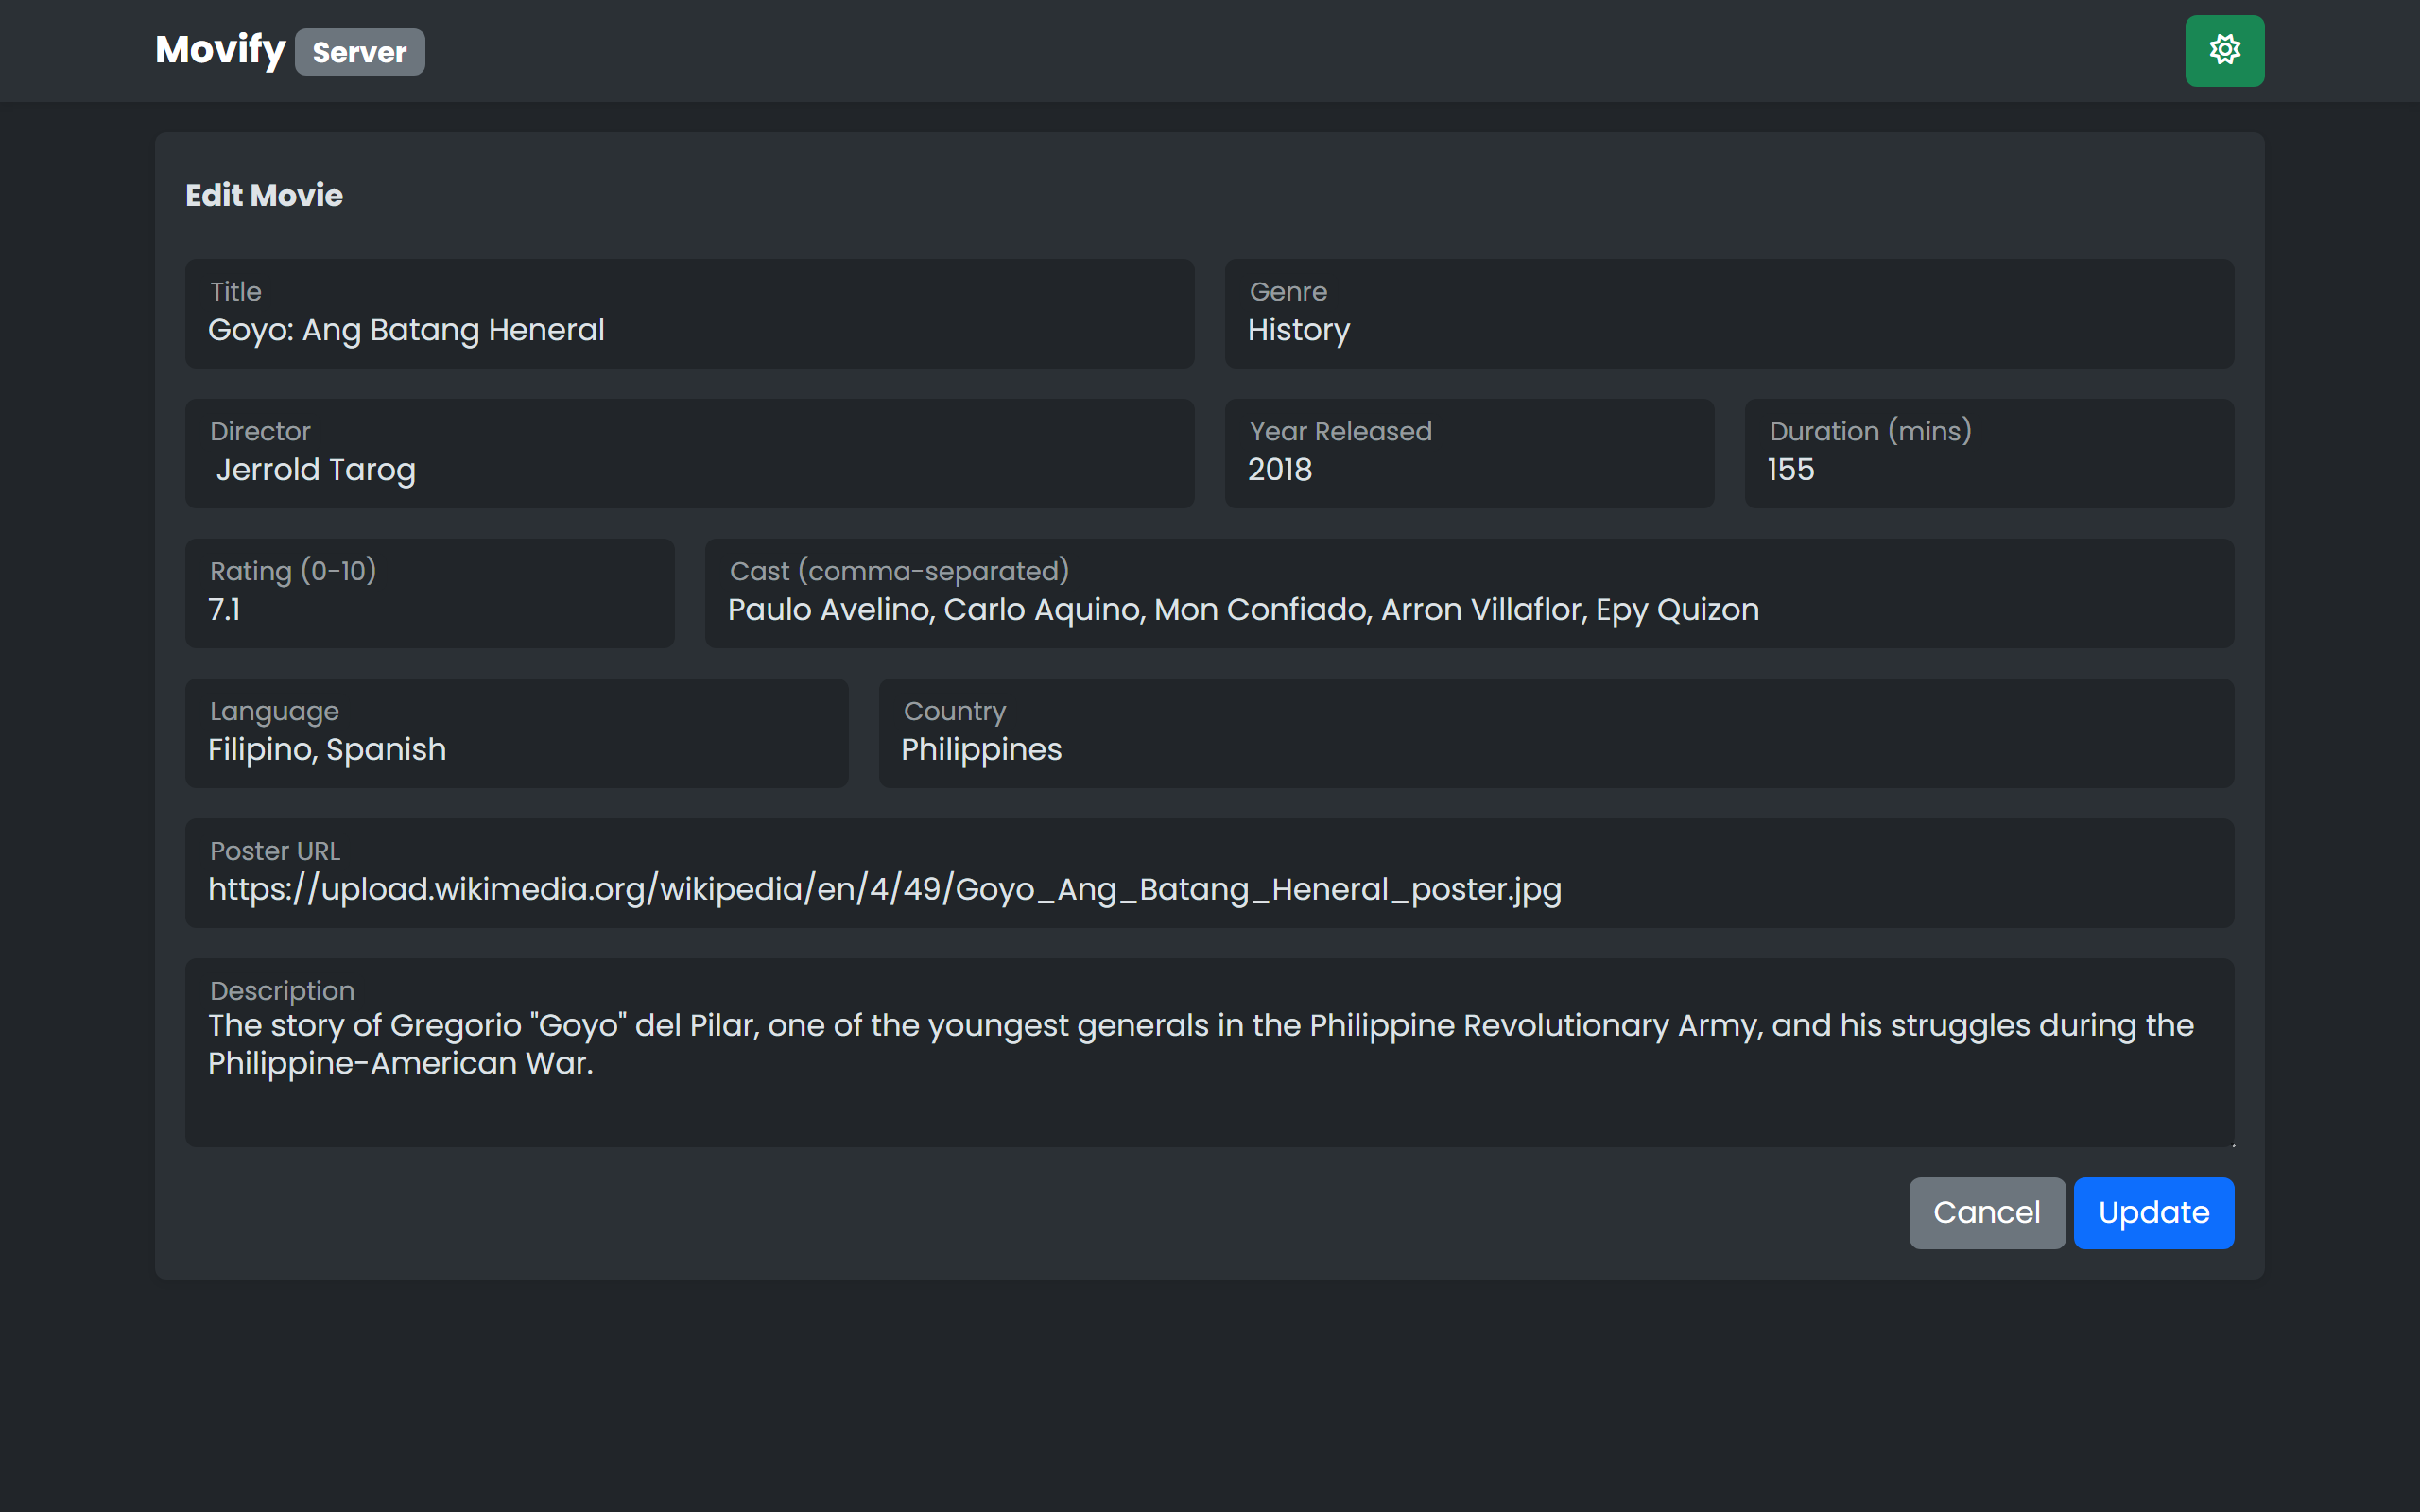 Movify Server
Edit Movie
Title
Goyo: Ang Batang Heneral
Genre
History
Director
Jerrold Tarog
Year Released
2018
Duration (mins)
155
Rating (0-10)
7.1
Cast (comma-separated)
Paulo Avelino, Carlo Aquino, Mon Confiado, Arron Villaflor, Epy Quizon
Language
Filipino, Spanish
Country
Philippines
Poster URL
https://upload.wikimedia.org/wikipedia/en/4/49/Goyo_Ang_Batang_Heneral_poster.jpg
Description
The story of Gregorio "Goyo" del Pilar, one of the youngest generals in the Philippine Revolutionary Army, and his struggles during the
Philippine-American War.
Cancel
Update